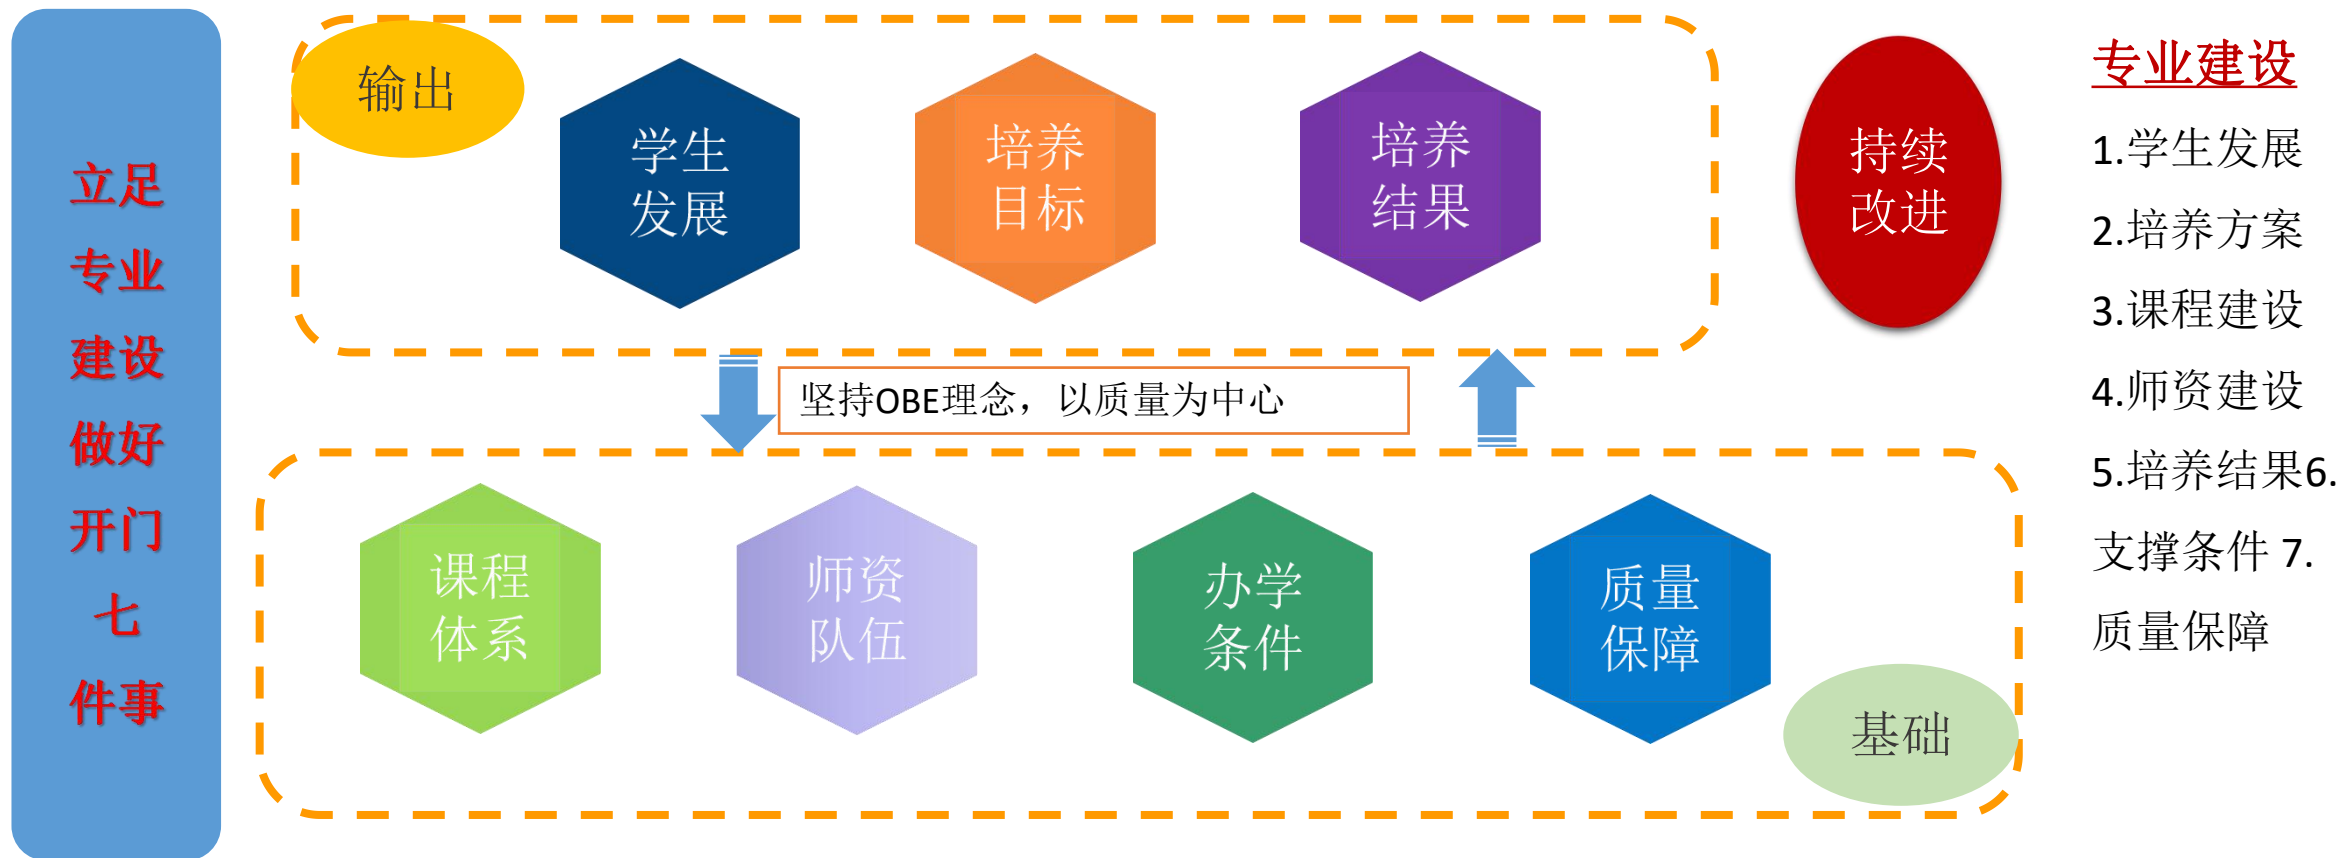 立足
专业
建设
做好
开门
七
件事
输出
学生
发展
培养
目标
培养
结果
持续
改进
坚持OBE理念，以质量为中心
课程
体系
师资
队伍
办学
条件
质量
保障
基础
专业建设
1.学生发展
2.培养方案
3.课程建设
4.师资建设
5.培养结果6.
支撑条件 7.
质量保障